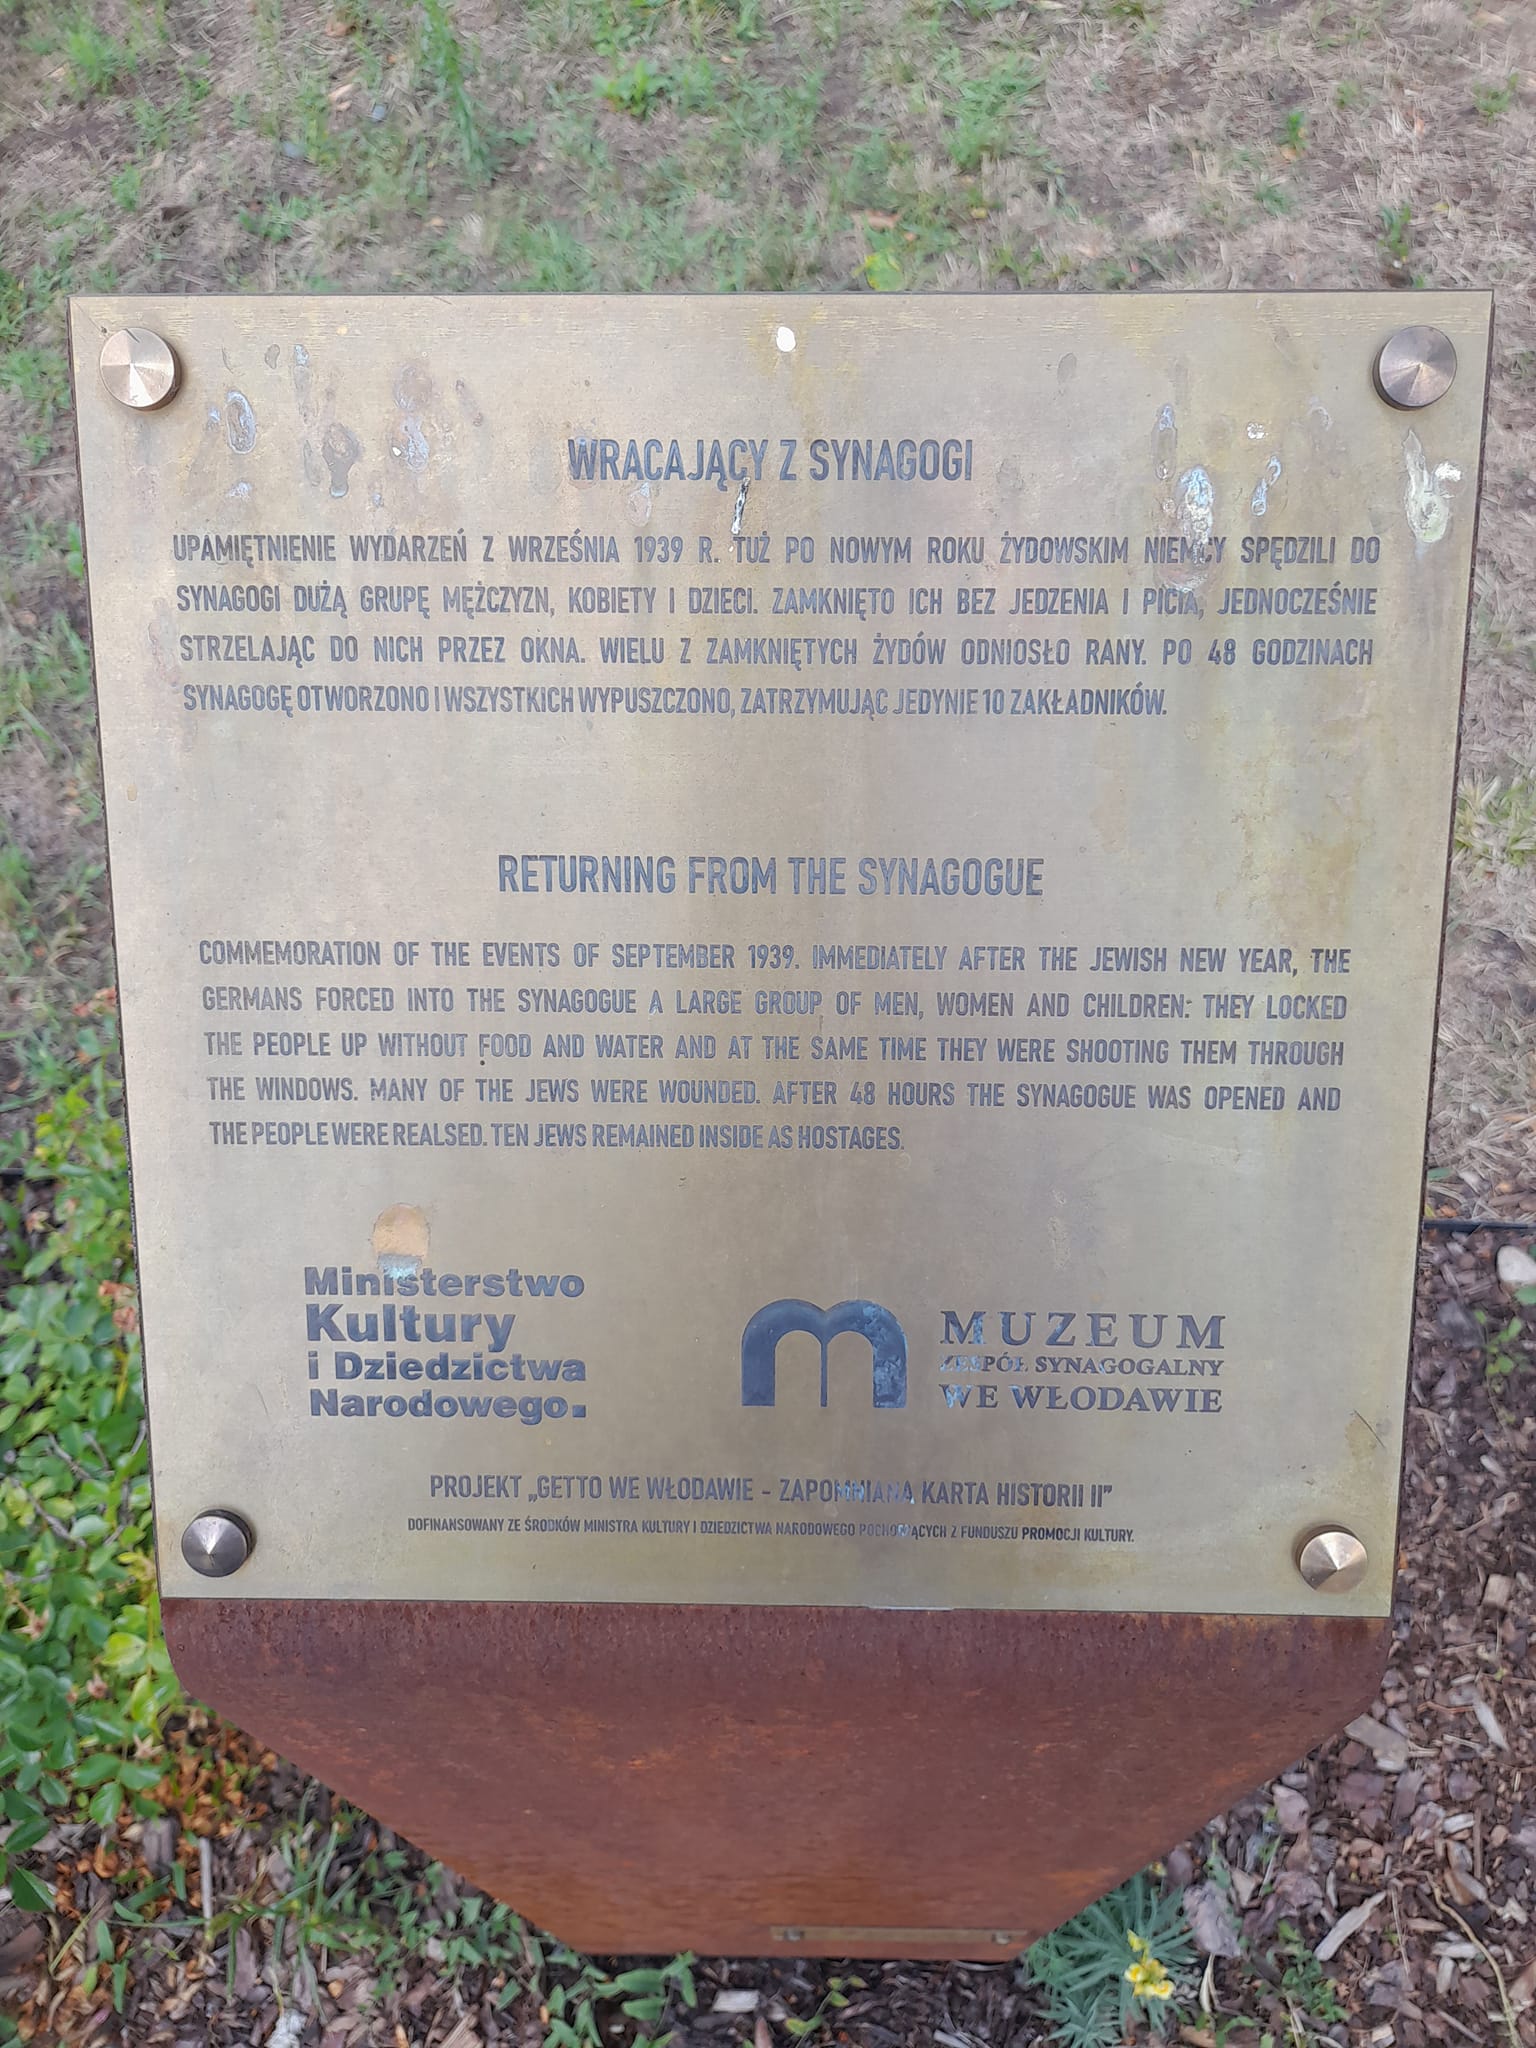 WRACAJĄCY Z SYNAGOGI
UPAMIĘTNIENIE WYDARZEŃ Z WRZEŚNIA 1939 R. TUŻ PO NOWYM ROKU ŻYDOWSKIM NIEMCY SPĘDZILI DO
SYNAGOGI DUŻĄ GRUPĘ MĘŻCZYZN, KOBIETY I DZIECI. ZAMKNIĘTO ICH BEZ JEDZENIA I PICIA, JEDNOCZEŚNIE
STRZELAJĄC DO NICH PRZEZ OKNA. WIELU Z ZAMKNIĘTYCH ŻYDÓW ODNIOSŁO RANY. PO 48 GODZINACH
SYNAGOGĘ OTWORZONO I WSZYSTKICH WYPUSZCZONO, ZATRZYMUJĄC JEDYNIE 10 ZAKŁADNIKÓW.
RETURNING FROM THE SYNAGOGUE
COMMEMORATION OF THE EVENTS OF SEPTEMBER 1939. IMMEDIATELY AFTER THE JEWISH NEW YEAR, THE
GERMANS FORCED INTO THE SYNAGOGUE A LARGE GROUP OF MEN, WOMEN AND CHILDREN: THEY LOCKED
THE PEOPLE UP WITHOUT FOOD AND WATER AND AT THE SAME TIME THEY WERE SHOOTING THEM THROUGH
THE WINDOWS. MANY OF THE JEWS WERE WOUNDED. AFTER 48 HOURS THE SYNAGOGUE WAS OPENED AND
THE PEOPLE WERE REALSED. TEN JEWS REMAINED INSIDE AS HOSTAGES.
Ministerstwo
Kultury
i Dziedzictwa
Narodowego.
m MUZEUM
ZESPÓŁ SYNAGOGALNY
WE WŁODAWIE
PROJEKT „GETTO WE WŁODAWIE - ZAPOMNIANA KARTA HISTORII II”
DOFINANSOWANY ZE ŚRODKÓW MINISTRA KULTURY I DZIEDZICTWA NARODOWEGO POCHODZĄCYCH Z FUNDUSZU PROMOCJI KULTURY.